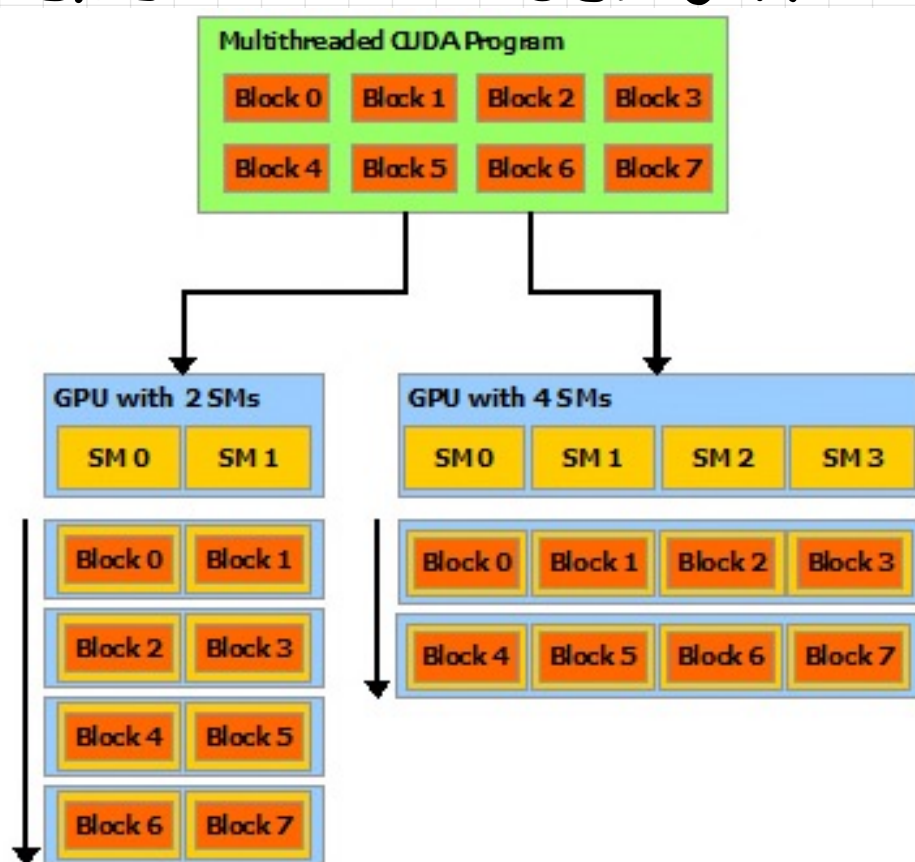 Multithreaded CUDA Program
Block 0 Block 1 Block 2 Block 3
Block 4 Block 5 Block 6 Block 7
GPU with 2 SMs
SM 0 SM 1
Block 0 Block 1
Block 2 Block 3
Block 4 Block 5
Block 6 Block 7
GPU with 4 SMs
SM 0 SM 1 SM 2 SM 3
Block 0 Block 1 Block 2 Block 3
Block 4 Block 5 Block 6 Block 7